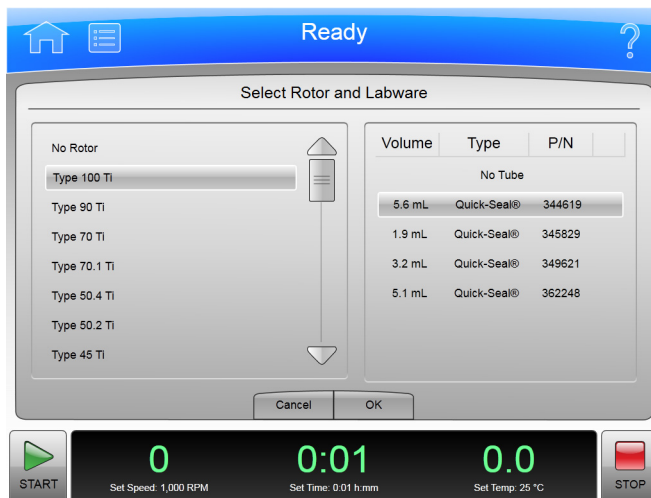 Ready
?
Select Rotor and Labware
No Rotor
Type 100 Ti
Type 90 Ti
Type 70 Ti
Type 70.1 Ti
Type 50.4 Ti
Type 50.2 Ti
Type 45 Ti
Volume Type P/N
No Tube
5.6 mL Quick-Seal® 344619
1.9 mL Quick-Seal® 345829
3.2 mL Quick-Seal® 349621
5.1 mL Quick-Seal® 362248
Cancel OK
START
0
Set Speed: 1,000 RPM
0:01
Set Time: 0:01 h:mm
0.0
Set Temp: 25 °C
STOP